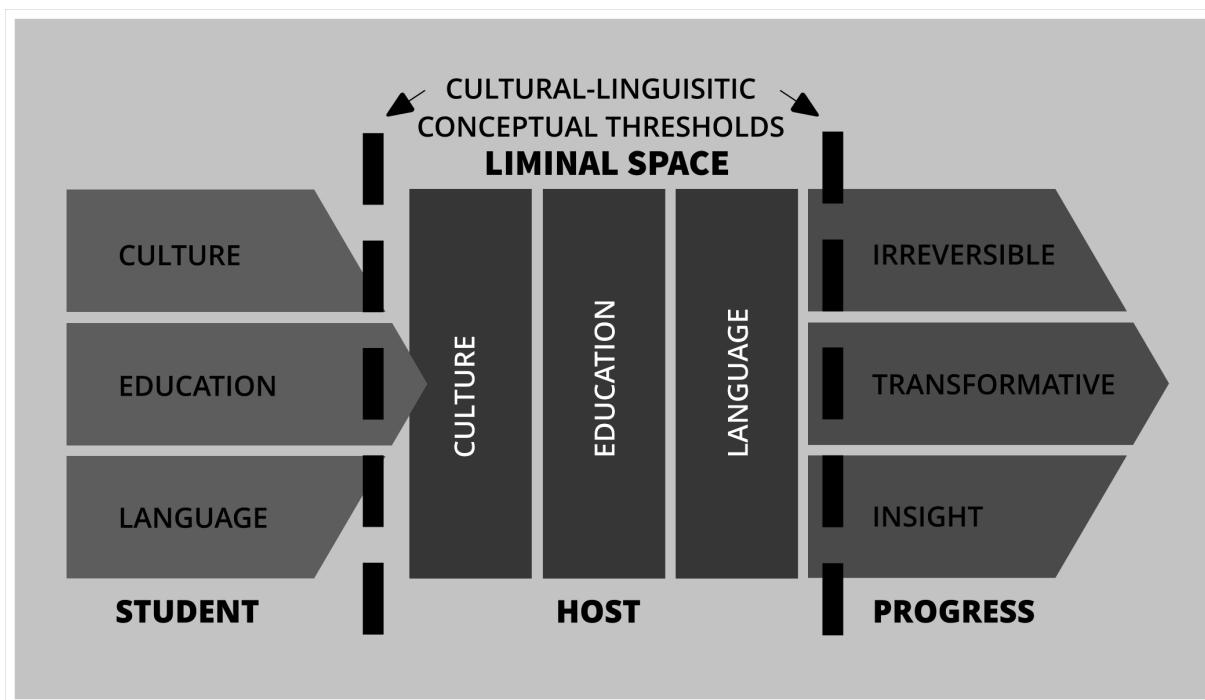 CULTURAL-LINGUISITIC
CONCEPTUAL THRESHOLDS
LIMINAL SPACE
CULTURE
EDUCATION
LANGUAGE
CULTURE
EDUCATION
LANGUAGE
IRREVERSIBLE
TRANSFORMATIVE
INSIGHT
STUDENT
HOST
PROGRESS